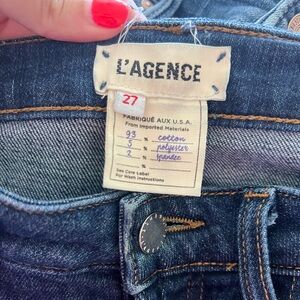 L'AGENCE
27
FABRIQUÉ AUX U.S.A.
From Imported Materials
93 % cotton
5 % polyester
2 % spandex
%
See Care Label
For Wash Instructions